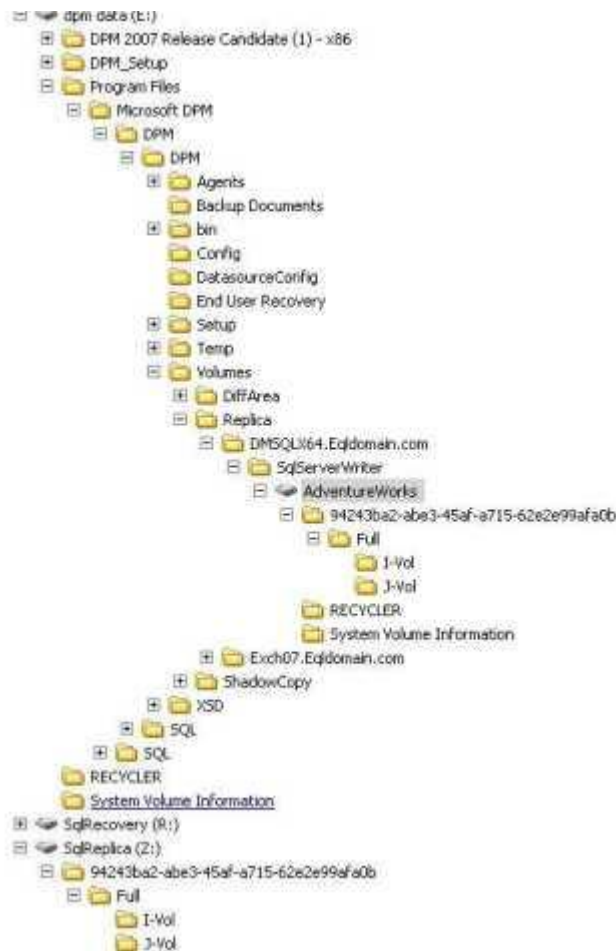 dpm data (E:)
DPM 2007 Release Candidate (1) - x86
DPM_Setup
Program Files
Microsoft DPM
DPM
DPM
Agents
Backup Documents
bin
Config
DatasourceConfig
End User Recovery
Setup
Temp
Volumes
DiffArea
Replica
DMSQLX64.Eqldomain.com
SqlServerWriter
AdventureWorks
94243ba2-abe3-45af-a715-62e2e99afa0b
Full
I-Vol
J-Vol
RECYCLER
System Volume Information
Exch07.Eqldomain.com
ShadowCopy
XSD
SQL
SQL
RECYCLER
System Volume Information
SqlRecovery (R:)
SqlReplica (Z:)
94243ba2-abe3-45af-a715-62e2e99afa0b
Full
I-Vol
J-Vol